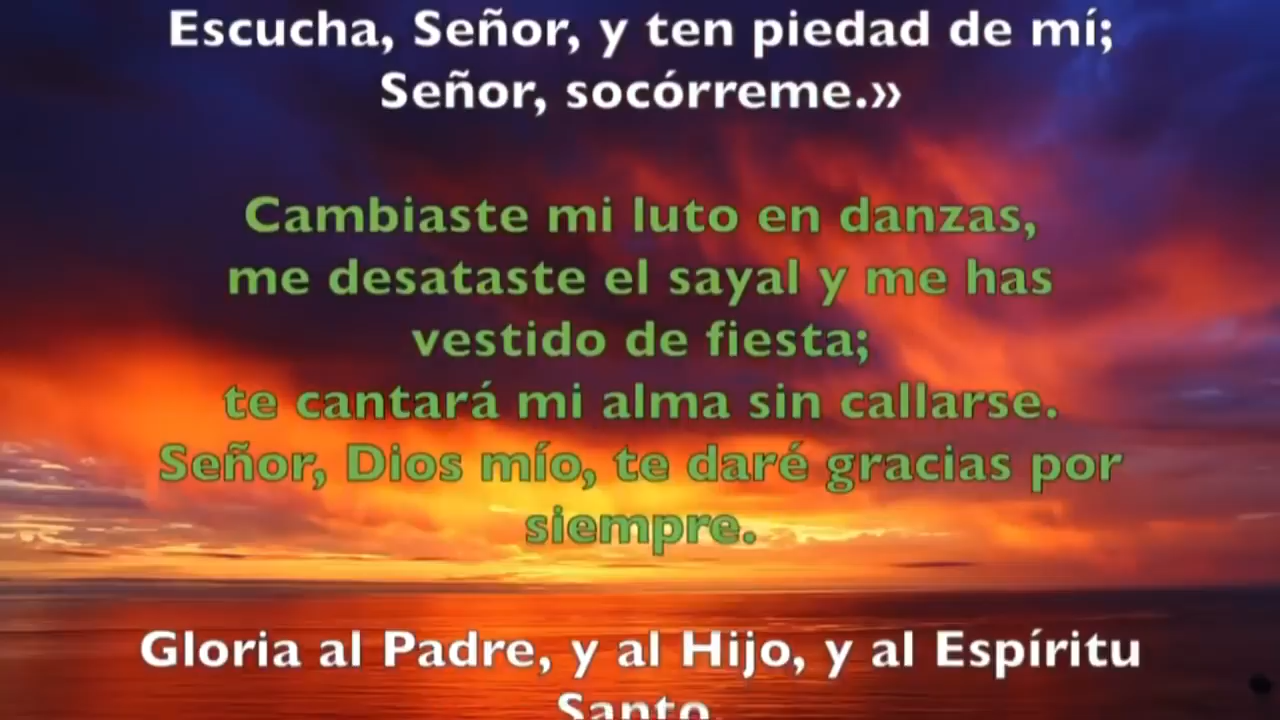 Escucha, Señor, y ten piedad de mí;
Señor, socórreme.»
Cambiaste mi luto en danzas,
me desataste el sayal y me has
vestido de fiesta;
te cantará mi alma sin callarse.
Señor, Dios mío, te daré gracias por
siempre.
Gloria al Padre, y al Hijo, y al Espíritu
Santo.